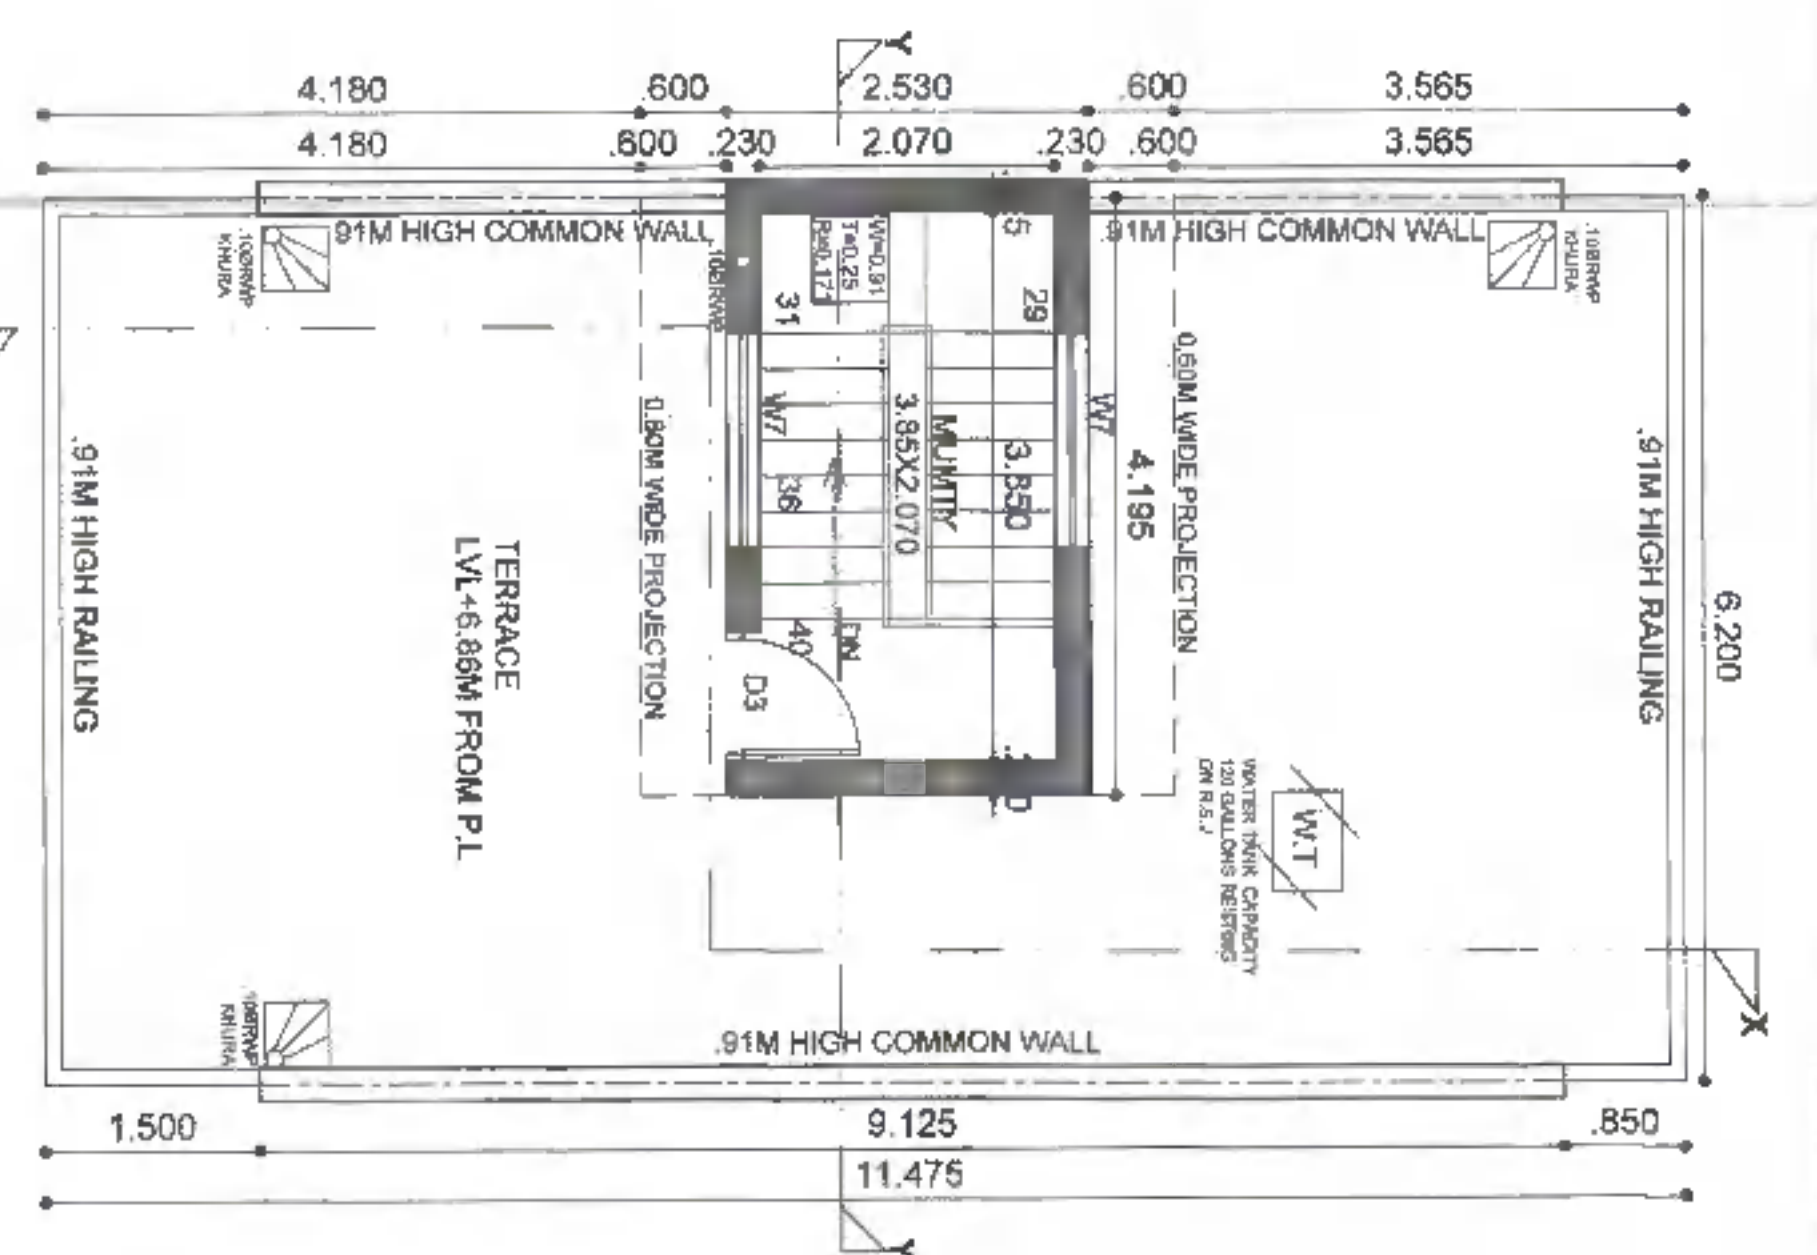 Y
4.180 .600 2.530 .600 3.565
4.180 .600 .230 2.070 .230 .600 3.565
.91M HIGH COMMON WALL
.91M HIGH COMMON WALL
KHURA
KHURA
W=0.91
T=0.25
31
29
W7
W7
36
MUMTY
3.85X2.070
3.850
4.195
0.60M WIDE PROJECTION
0.60M WIDE PROJECTION
.91M HIGH RAILING
.91M HIGH RAILING
6.200
TERRACE
LVL+6.86M FROM P.L
40
DN
D3
W.T
WATER TANK CAPACITY
120 GALLONS RESTING
ON R.S.J
X
KHURA
.91M HIGH COMMON WALL
1.500 9.125 .850
11.475
Y